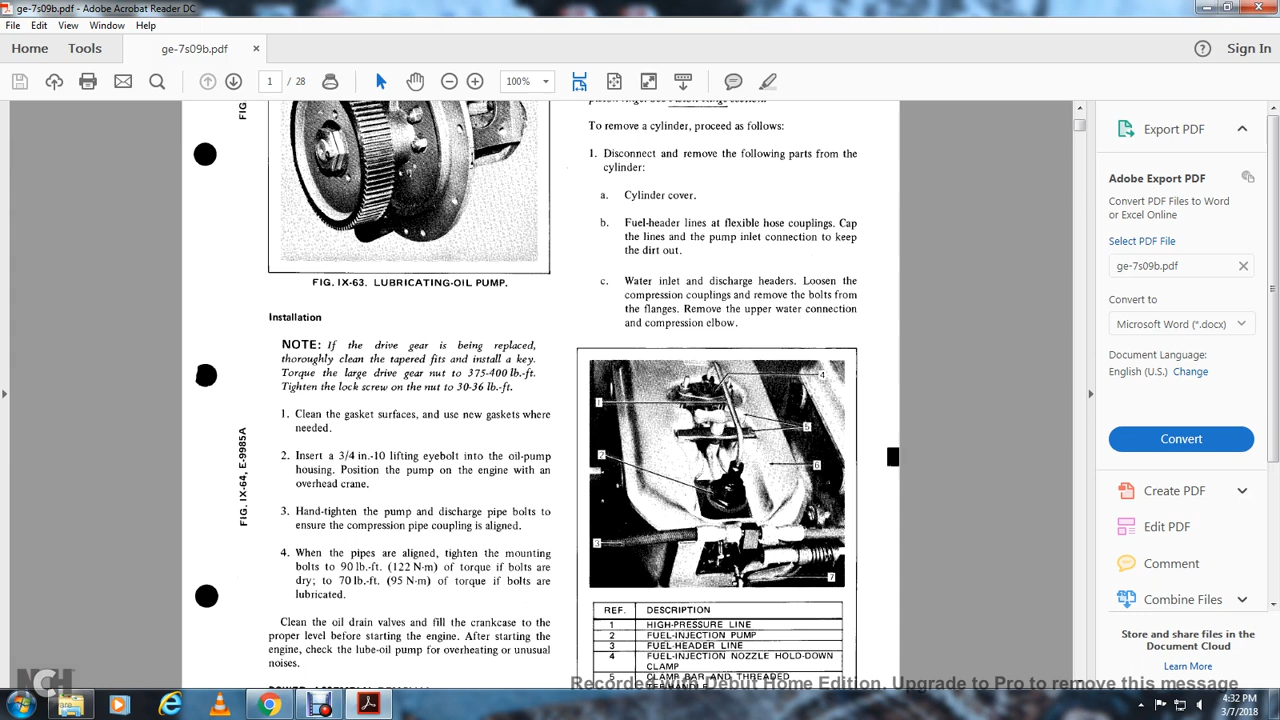 ge-7s09b.pdf - Adobe Acrobat Reader DC
File Edit View Window Help
Home Tools ge-7s09b.pdf × Sign In
1 / 28 100%
FIG. IX-63. LUBRICATING-OIL PUMP.
Installation
NOTE: If the drive gear is being replaced,
thoroughly clean the tapered fits and install a key.
Torque the large drive gear nut to 375-400 lb.-ft.
Tighten the lock screw on the nut to 30-36 lb.-ft.
1. Clean the gasket surfaces, and use new gaskets where
needed.
2. Insert a 3/4 in.-10 lifting eyebolt into the oil-pump
housing. Position the pump on the engine with an
overhead crane.
3. Hand-tighten the pump and discharge pipe bolts to
ensure the compression pipe coupling is aligned.
4. When the pipes are aligned, tighten the mounting
bolts to 90 lb.-ft. (122 N·m) of torque if bolts are
dry; to 70 lb.-ft. (95 N·m) of torque if bolts are
lubricated.
Clean the oil drain valves and fill the crankcase to the
proper level before starting the engine. After starting the
engine, check the lube-oil pump for overheating or unusual
noises.
FIG.
FIG. IX-64, E-9985A
To remove a cylinder, proceed as follows:
1. Disconnect and remove the following parts from the
cylinder:
a. Cylinder cover.
b. Fuel-header lines at flexible hose couplings. Cap
the lines and the pump inlet connection to keep
the dirt out.
c. Water inlet and discharge headers. Loosen the
compression couplings and remove the bolts from
the flanges. Remove the upper water connection
and compression elbow.
1
2
3
4
5
6
7
REF. DESCRIPTION
1 HIGH-PRESSURE LINE
2 FUEL-INJECTION PUMP
3 FUEL-HEADER LINE
4 FUEL-INJECTION NOZZLE HOLD-DOWN
CLAMP
5 CLAMP BAR AND THREADED
Export PDF
Adobe Export PDF
Convert PDF Files to Word
or Excel Online
Select PDF File
ge-7s09b.pdf
Convert to
Microsoft Word (*.docx)
Document Language:
English (U.S.) Change
Convert
Create PDF
Edit PDF
Comment
Combine Files
Store and share files in the
Document Cloud
Learn More
NCH
4:32 PM
3/7/2018